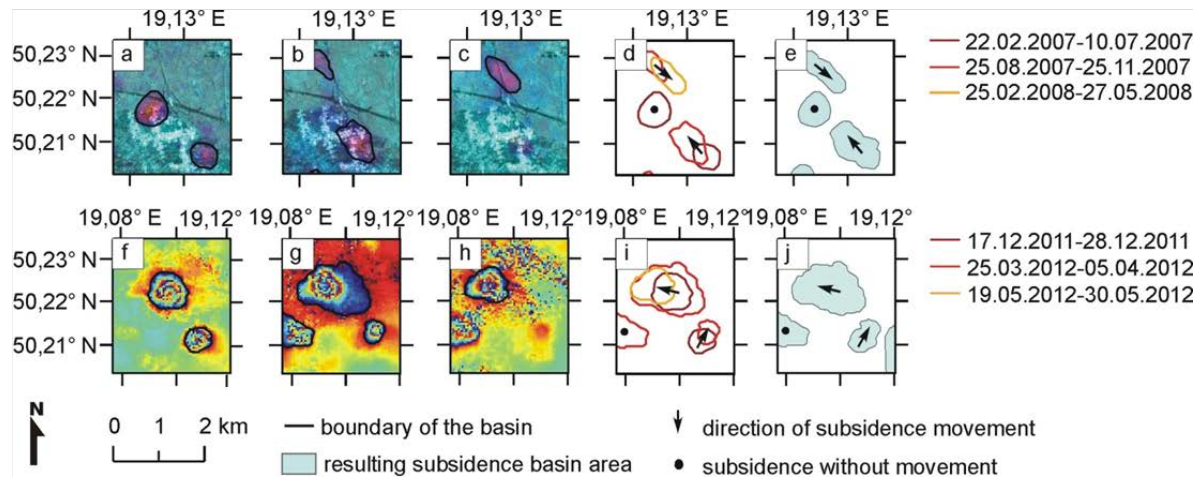 19,13° E 19,13° E 19,13° E 19,13° E 19,13° E
50,23° N
50,22° N
50,21° N
a b c d e
22.02.2007-10.07.2007
25.08.2007-25.11.2007
25.02.2008-27.05.2008
19,08° E 19,12° 19,08° E 19,12° 19,08° E 19,12° 19,08° E 19,12° 19,08° E 19,12°
50,23° N
50,22° N
50,21° N
f g h i j
17.12.2011-28.12.2011
25.03.2012-05.04.2012
19.05.2012-30.05.2012
N
0 1 2 km
boundary of the basin
resulting subsidence basin area
direction of subsidence movement
subsidence without movement